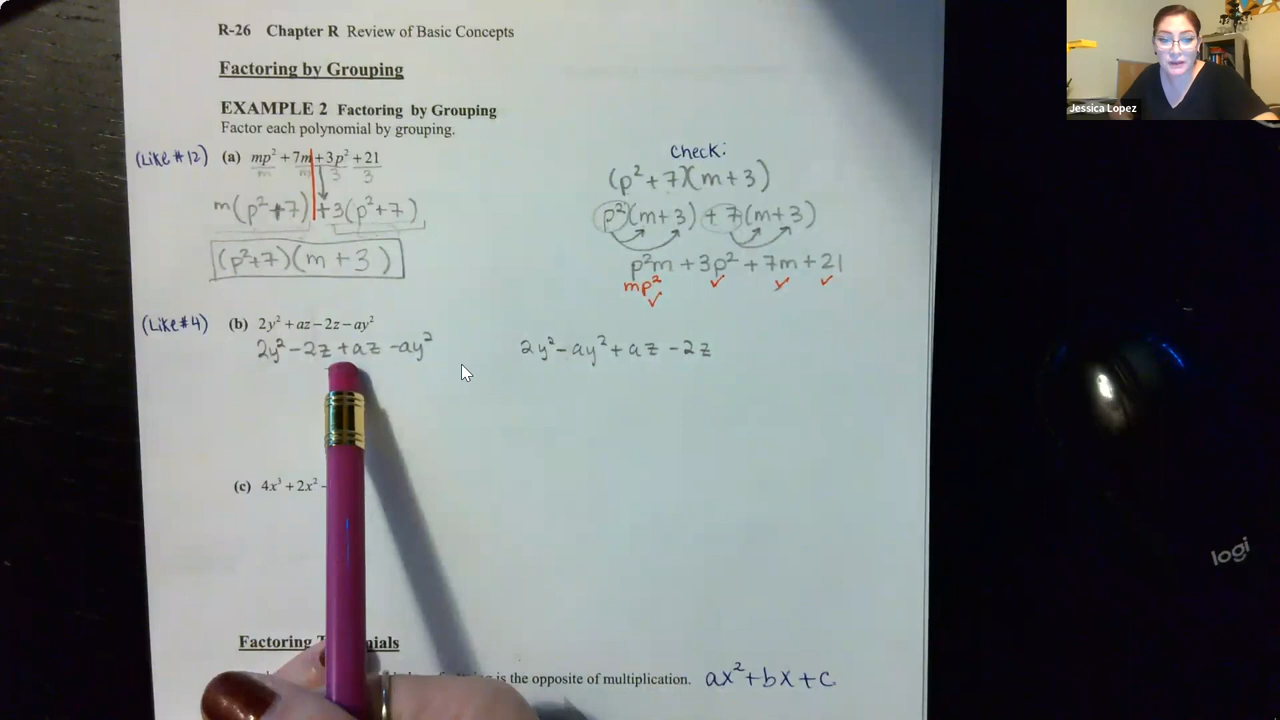 R-26 Chapter R Review of Basic Concepts
Jessica Lopez
Factoring by Grouping
EXAMPLE 2 Factoring by Grouping
Factor each polynomial by grouping.
(Like #12) (a) mp² + 7m + 3p² + 21
m m 3 3
m(p²+7) +3(p²+7)
(p²+7)(m+3)
Check:
(p²+7)(m+3)
p²(m+3) + 7(m+3)
p²m + 3p² + 7m + 21
mp² ✓ ✓ ✓ ✓
(Like #4) (b) 2y² + az − 2z − ay²
2y² − 2z + az − ay²
2y² − ay² + az − 2z
(c) 4x³ + 2x² -
logi
Factoring
is the opposite of multiplication. ax² + bx + c